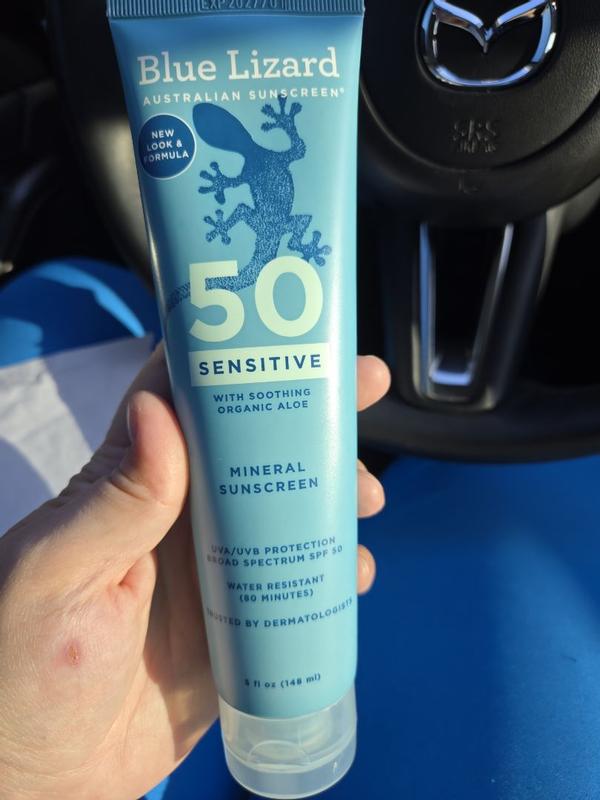 Blue Lizard
AUSTRALIAN SUNSCREEN®
NEW
LOOK &
FORMULA
50
SENSITIVE
WITH SOOTHING
ORGANIC ALOE
MINERAL
SUNSCREEN
UVA/UVB PROTECTION
BROAD SPECTRUM SPF 50
WATER RESISTANT
(80 MINUTES)
TRUSTED BY DERMATOLOGISTS
5 fl oz (148 ml)
SRS